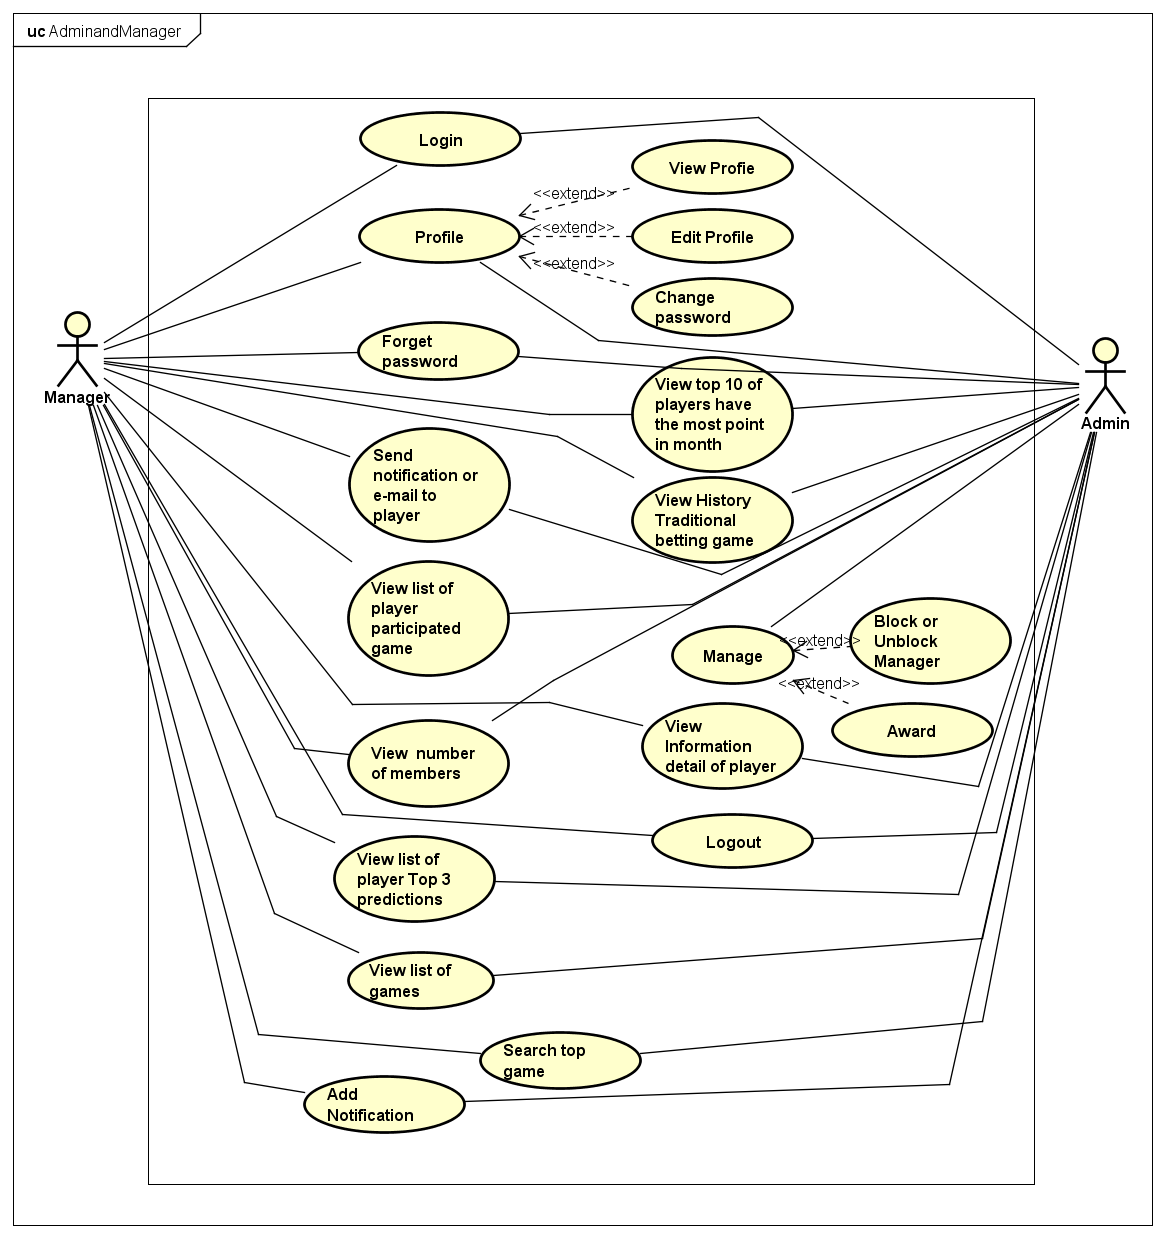 uc AdminandManager
Login
View Profie
<<extend>>
Profile
<<extend>>
Edit Profile
<<extend>>
Change
password
Forget
password
Manager
View top 10 of
players have
the most point
in month
Admin
Send
notification or
e-mail to
player
View History
Traditional
betting game
View list of
player
participated
game
Manage
<<extend>>
Block or
Unblock
Manager
<<extend>>
Award
View
Information
detail of player
View number
of members
Logout
View list of
player Top 3
predictions
View list of
games
Search top
game
Add
Notification